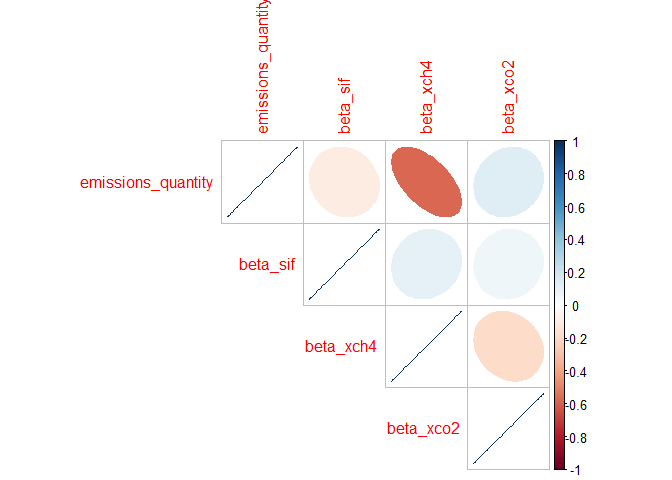 emissions_quantity
beta_sif
beta_xch4
beta_xco2
emissions_quantity
beta_sif
beta_xch4
beta_xco2
1
0.8
0.6
0.4
0.2
0
-0.2
-0.4
-0.6
-0.8
-1